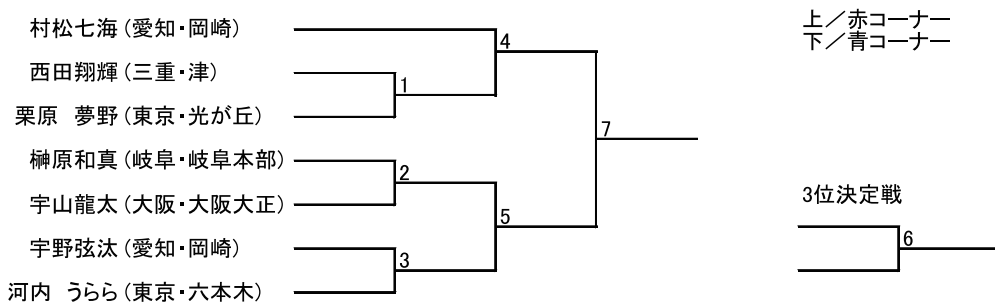 村松七海(愛知・岡崎)
西田翔輝(三重・津)
栗原　夢野(東京・光が丘)
榊原和真(岐阜・岐阜本部)
宇山龍太(大阪・大阪大正)
宇野弦汰(愛知・岡崎)
河内　うらら(東京・六本木)
1
2
3
4
5
7
上／赤コーナー
下／青コーナー
3位決定戦
6